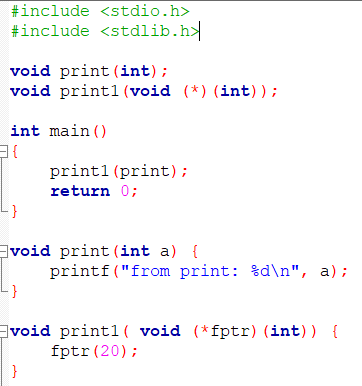 #include <stdio.h>
#include <stdlib.h>
void print(int);
void print1(void (*)(int));
int main()
{
print1(print);
return 0;
}
void print(int a) {
printf("from print: %d\n", a);
}
void print1( void (*fptr)(int)) {
fptr(20);
}